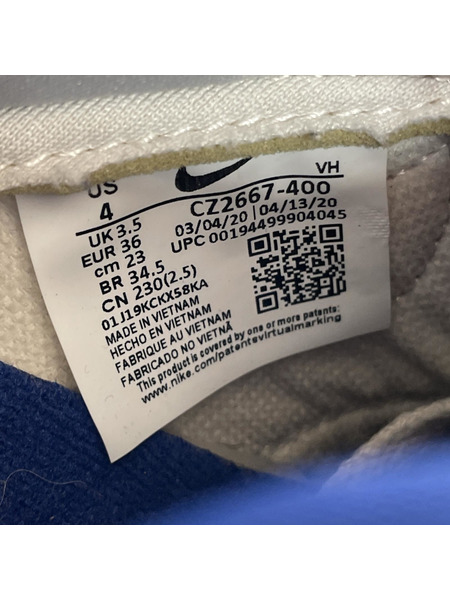 US
4
UK 3.5
EUR 36
cm 23
BR 34.5
CN 230(2.5)
01J19KCKX58KA
MADE IN VIETNAM
HECHO EN VIETNAM
FABRIQUE AU VIETNAM
FABRICADO NO VIETNÃ
This product is covered by one or more patents:
www.nike.com/patentsvirtualmarking
VH
CZ2667-400
03/04/20 | 04/13/20
UPC 00194499904045